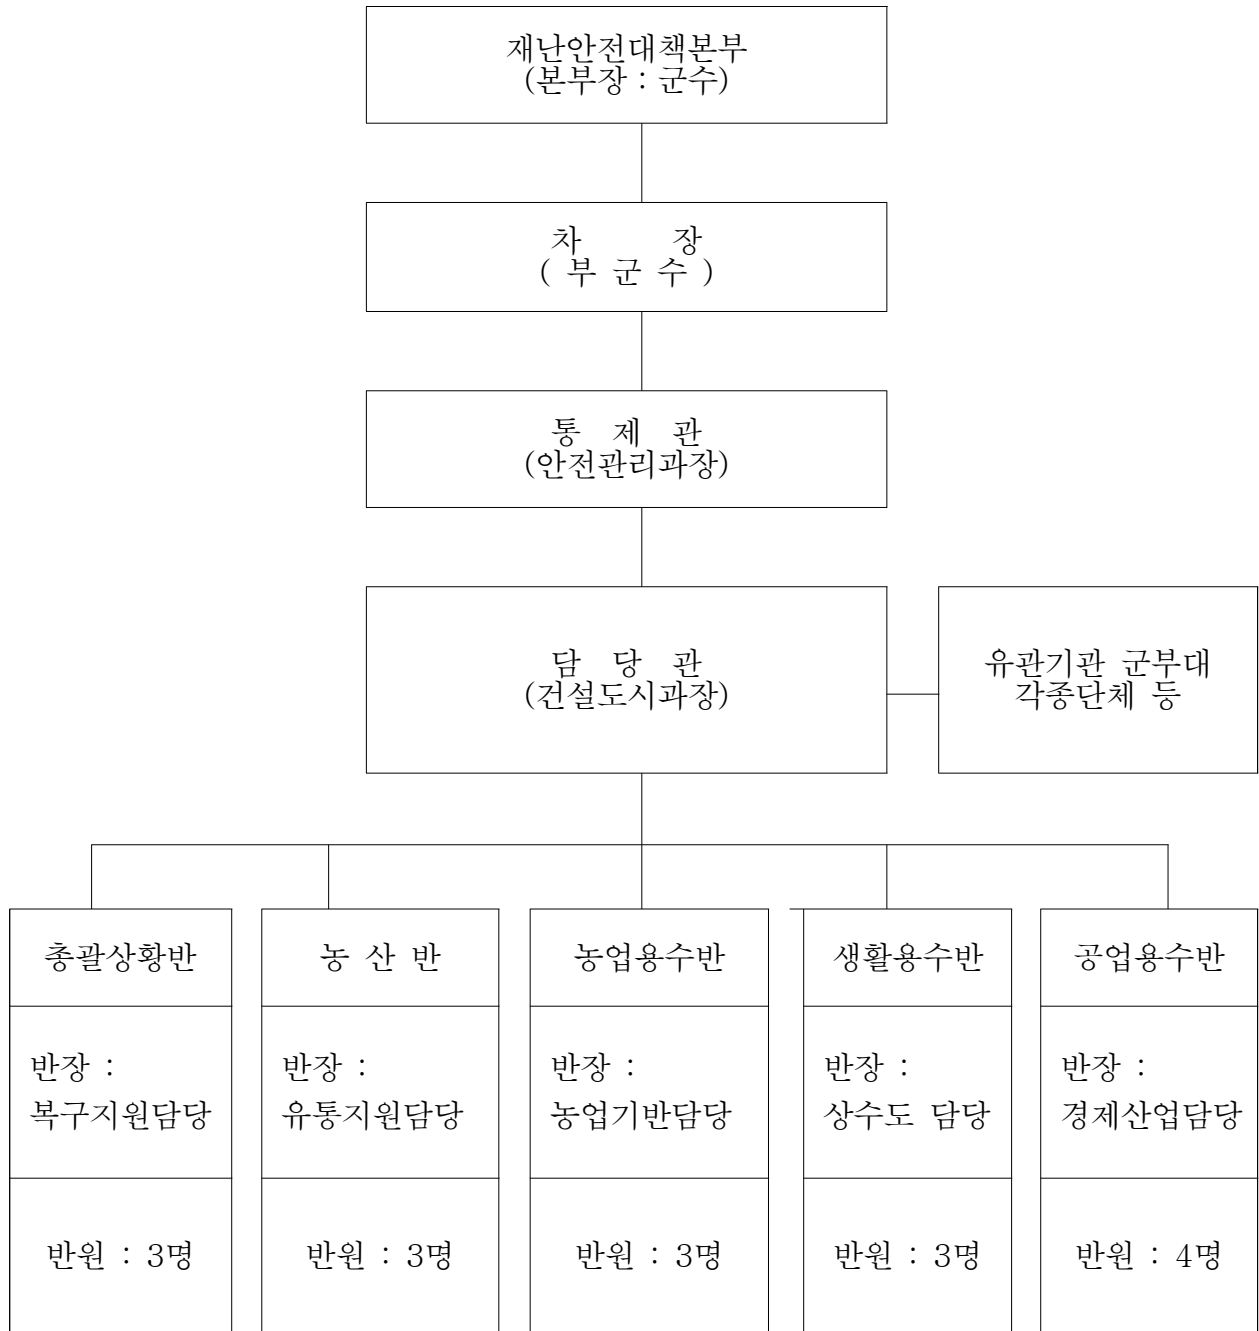 재난안전대책본부
(본부장 : 군수)
차 장
( 부 군 수 )
통 제 관
(안전관리과장)
담 당 관
(건설도시과장)
유관기관 군부대
각종단체 등
총괄상황반
반장 :
복구지원담당
반원 : 3명
농 산 반
반장 :
유통지원담당
반원 : 3명
농업용수반
반장 :
농업기반담당
반원 : 3명
생활용수반
반장 :
상수도 담당
반원 : 3명
공업용수반
반장 :
경제산업담당
반원 : 4명